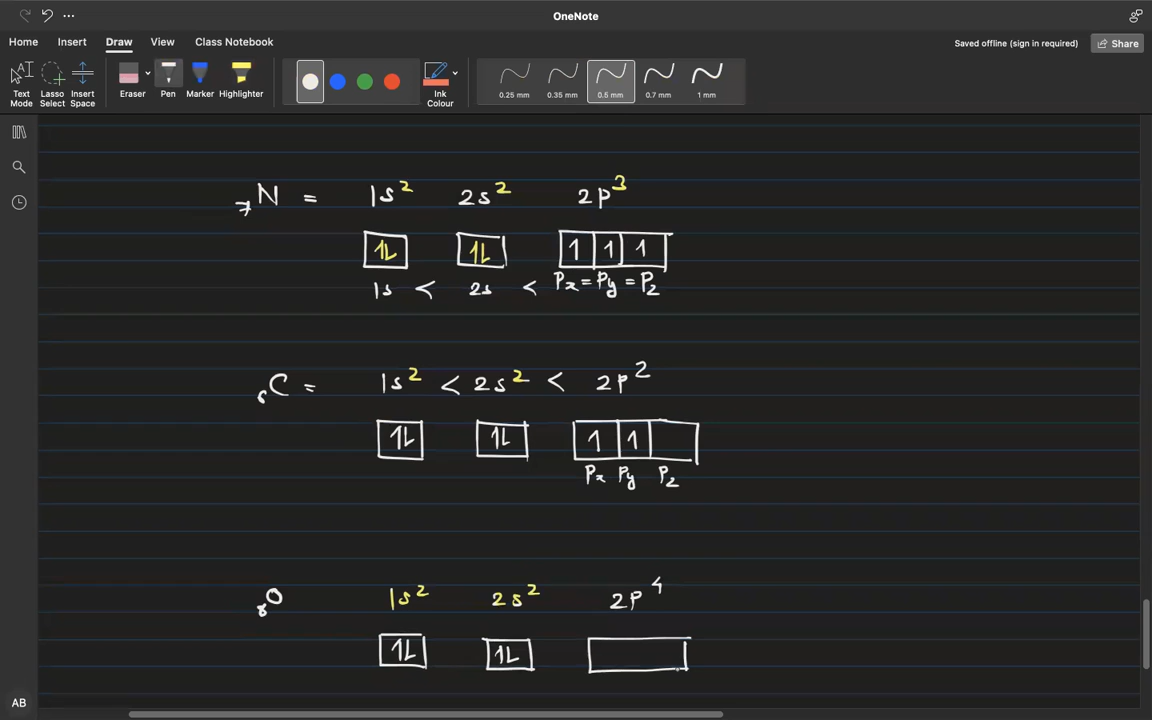 OneNote
Home Insert Draw View Class Notebook Saved offline (sign in required) Share
Text Mode Lasso Select Insert Space Eraser Pen Marker Highlighter Ink Colour 0.25 mm 0.35 mm 0.5 mm 0.7 mm 1 mm
₇N = 1s² 2s² 2p³
1L 1L 1 1 1
1s < 2s < Px = Py = Pz
₆C = 1s² < 2s² < 2p²
1L 1L 1 1
Px Py Pz
₈O 1s² 2s² 2p⁴
1L 1L
AB